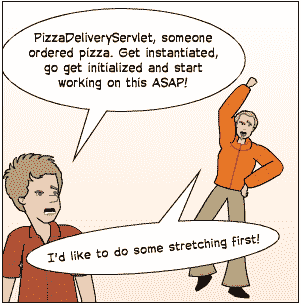 PizzaDeliveryServlet, someone
ordered pizza. Get instantiated,
go get initialized and start
working on this ASAP!
I'd like to do some stretching first!